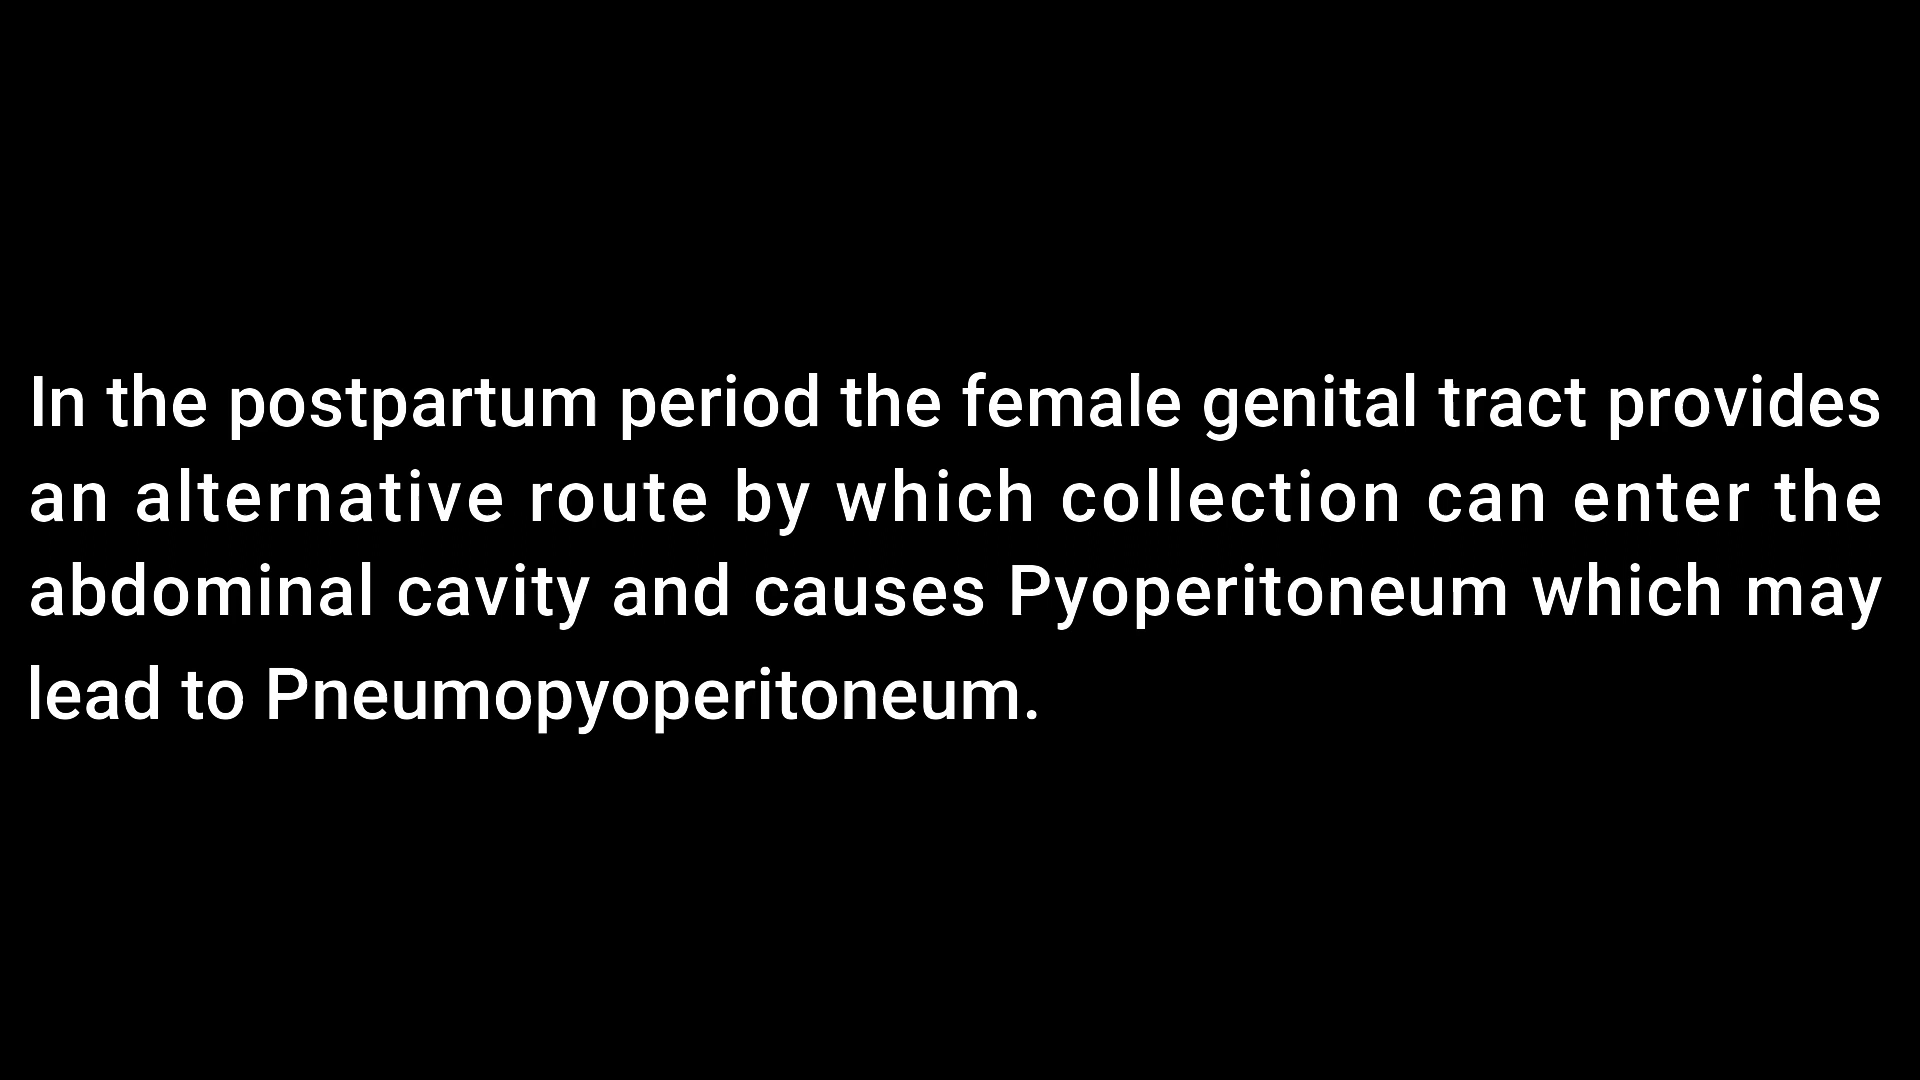 In the postpartum period the female genital tract provides
an alternative route by which collection can enter the
abdominal cavity and causes Pyoperitoneum which may
lead to Pneumopyoperitoneum.